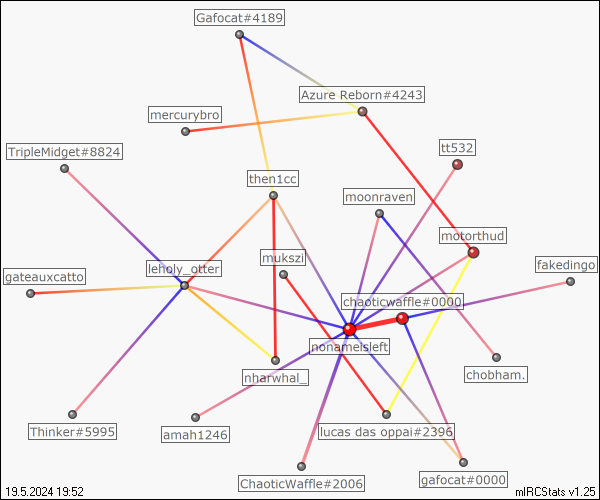 Gafocat#4189
Azure Reborn#4243
mercurybro
TripleMidget#8824
tt532
then1cc
moonraven
motorthud
mukszi
leholy_otter
fakedingo
gateauxcatto
chaoticwaffle#0000
nonameisleft
nharwhal_
chobham.
Thinker#5995
amah1246
lucas das oppai#2396
ChaoticWaffle#2006
gafocat#0000
19.5.2024 19:52
mIRCStats v1.25